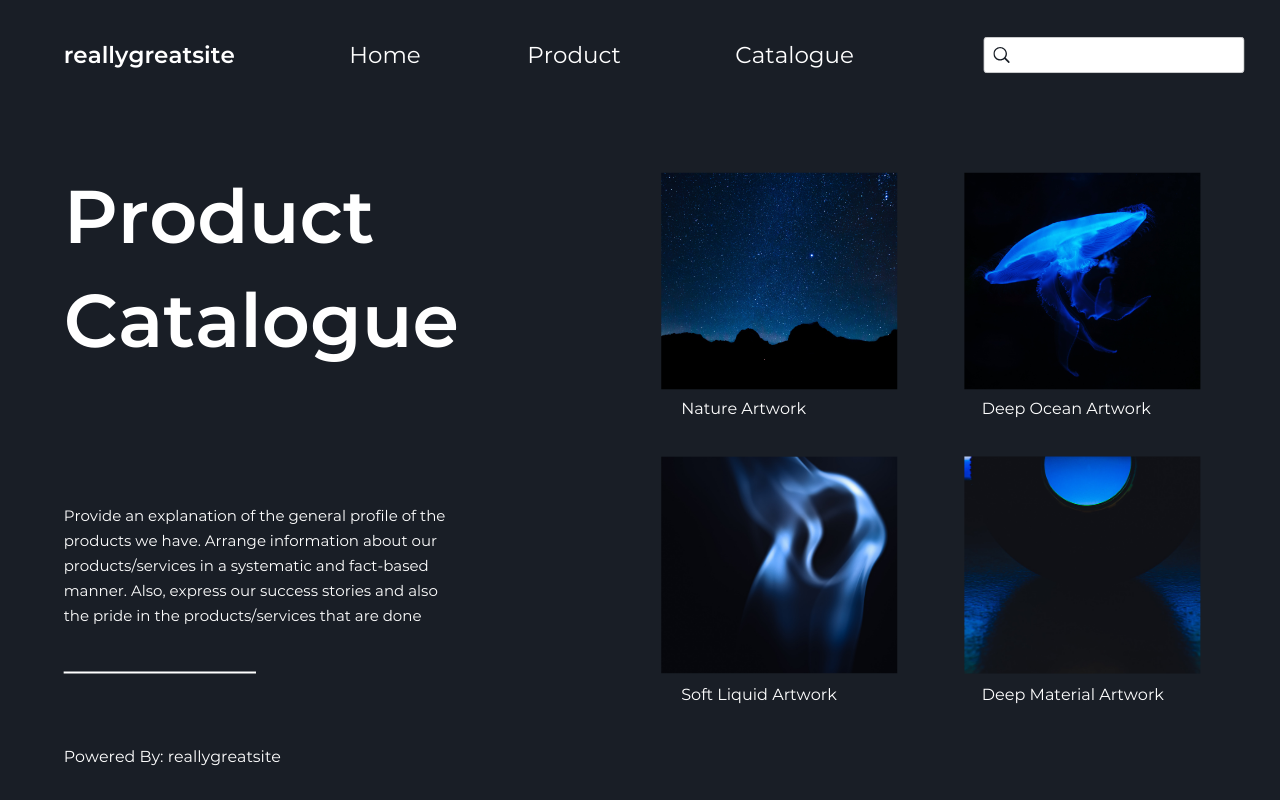 reallygreatsite
Home
Product
Catalogue
Product
Catalogue
Provide an explanation of the general profile of the
products we have. Arrange information about our
products/services in a systematic and fact-based
manner. Also, express our success stories and also
the pride in the products/services that are done
Powered By: reallygreatsite
Nature Artwork
Deep Ocean Artwork
Soft Liquid Artwork
Deep Material Artwork